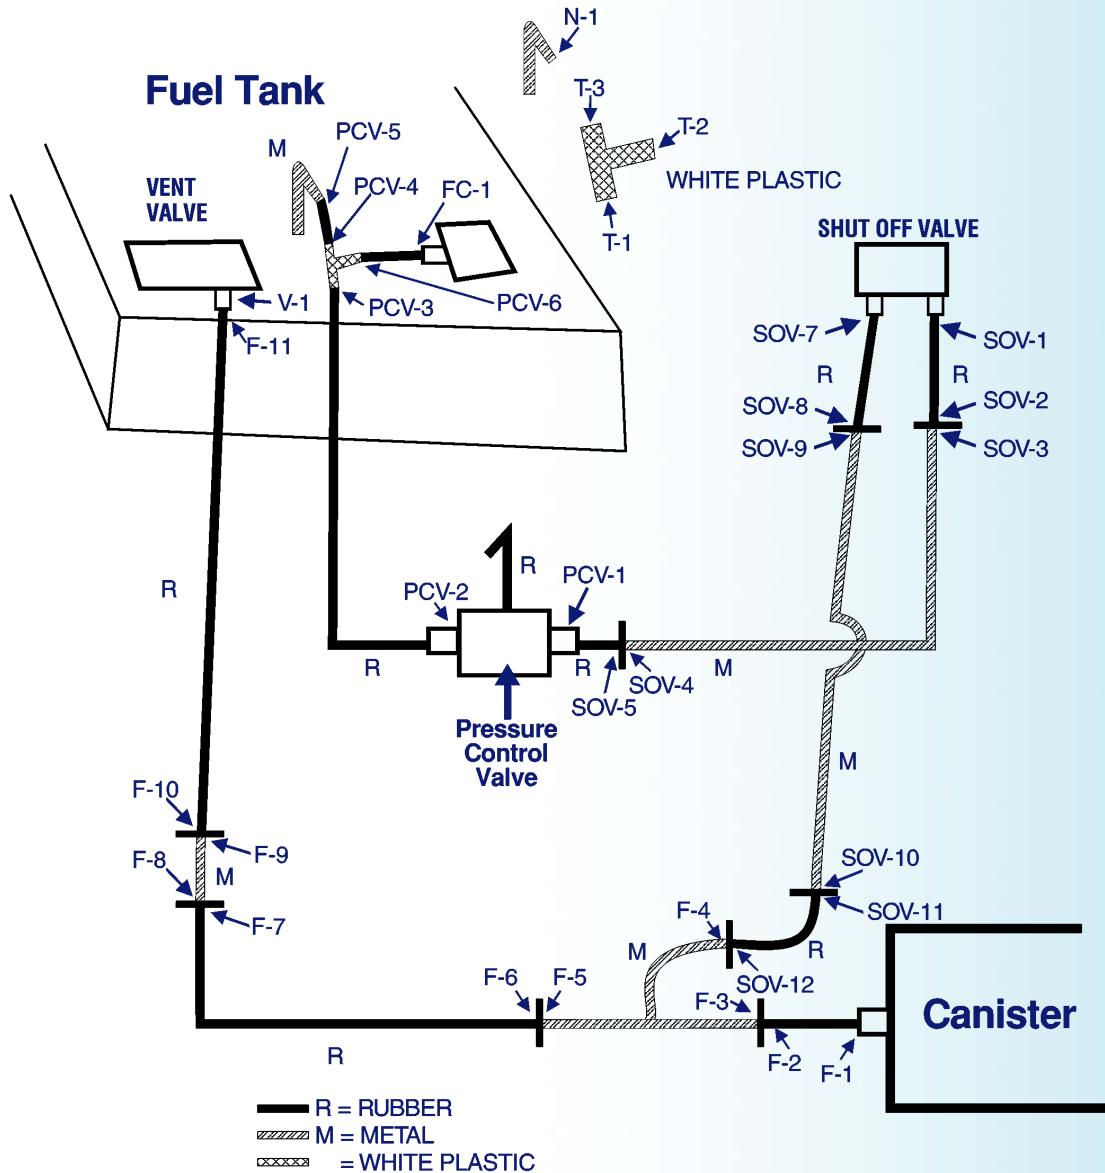 N-1
Fuel Tank
T-3
PCV-5
T-2
M
PCV-4
FC-1
WHITE PLASTIC
VENT
VALVE
T-1
SHUT OFF VALVE
V-1
PCV-3
PCV-6
F-11
SOV-7
SOV-1
R
R
SOV-8
SOV-2
SOV-9
SOV-3
R
R
PCV-2
PCV-1
R
R
M
SOV-4
SOV-5
Pressure
Control
Valve
M
F-10
F-9
F-8
M
F-7
SOV-10
SOV-11
F-4
M
R
SOV-12
F-6
F-5
F-3
Canister
R
F-2
F-1
R = RUBBER
M = METAL
= WHITE PLASTIC